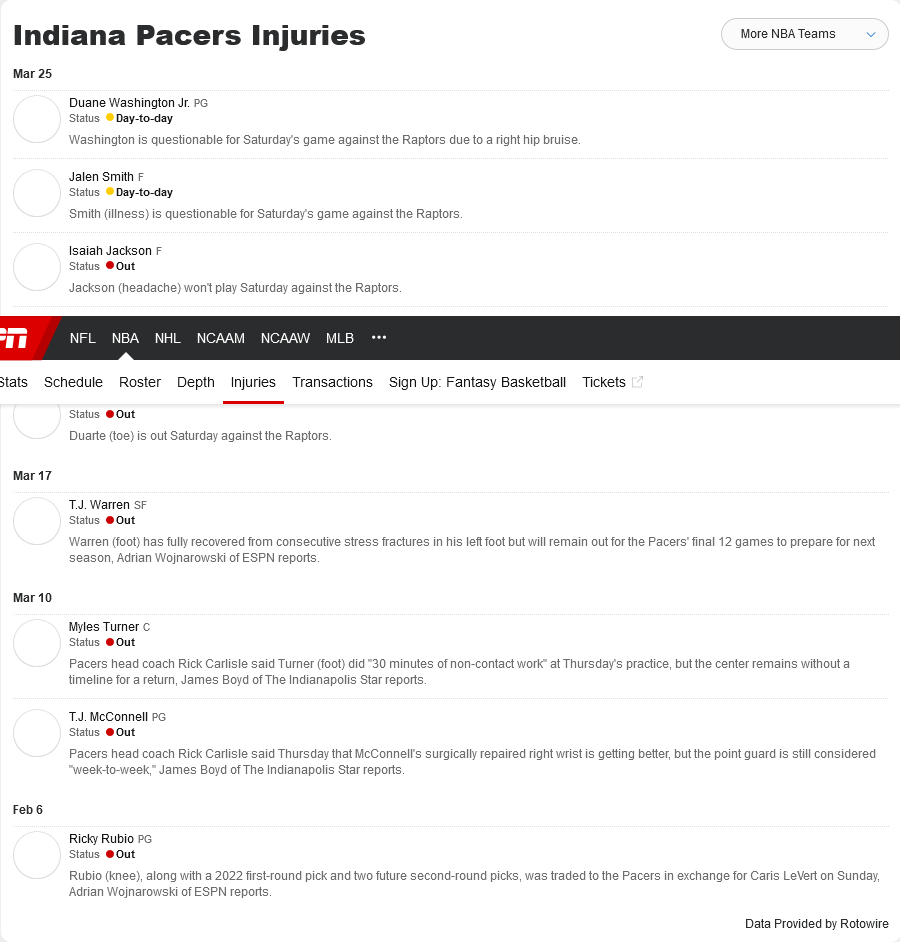 Indiana Pacers Injuries
More NBA Teams
Mar 25
Duane Washington Jr. PG
Status Day-to-day
Washington is questionable for Saturday's game against the Raptors due to a right hip bruise.
Jalen Smith F
Status Day-to-day
Smith (illness) is questionable for Saturday's game against the Raptors.
Isaiah Jackson F
Status Out
Jackson (headache) won't play Saturday against the Raptors.
NFL NBA NHL NCAAM NCAAW MLB •••
Stats Schedule Roster Depth Injuries Transactions Sign Up: Fantasy Basketball Tickets
Status Out
Duarte (toe) is out Saturday against the Raptors.
Mar 17
T.J. Warren SF
Status Out
Warren (foot) has fully recovered from consecutive stress fractures in his left foot but will remain out for the Pacers' final 12 games to prepare for next
season, Adrian Wojnarowski of ESPN reports.
Mar 10
Myles Turner C
Status Out
Pacers head coach Rick Carlisle said Turner (foot) did "30 minutes of non-contact work" at Thursday's practice, but the center remains without a
timeline for a return, James Boyd of The Indianapolis Star reports.
T.J. McConnell PG
Status Out
Pacers head coach Rick Carlisle said Thursday that McConnell's surgically repaired right wrist is getting better, but the point guard is still considered
"week-to-week," James Boyd of The Indianapolis Star reports.
Feb 6
Ricky Rubio PG
Status Out
Rubio (knee), along with a 2022 first-round pick and two future second-round picks, was traded to the Pacers in exchange for Caris LeVert on Sunday,
Adrian Wojnarowski of ESPN reports.
Data Provided by Rotowire